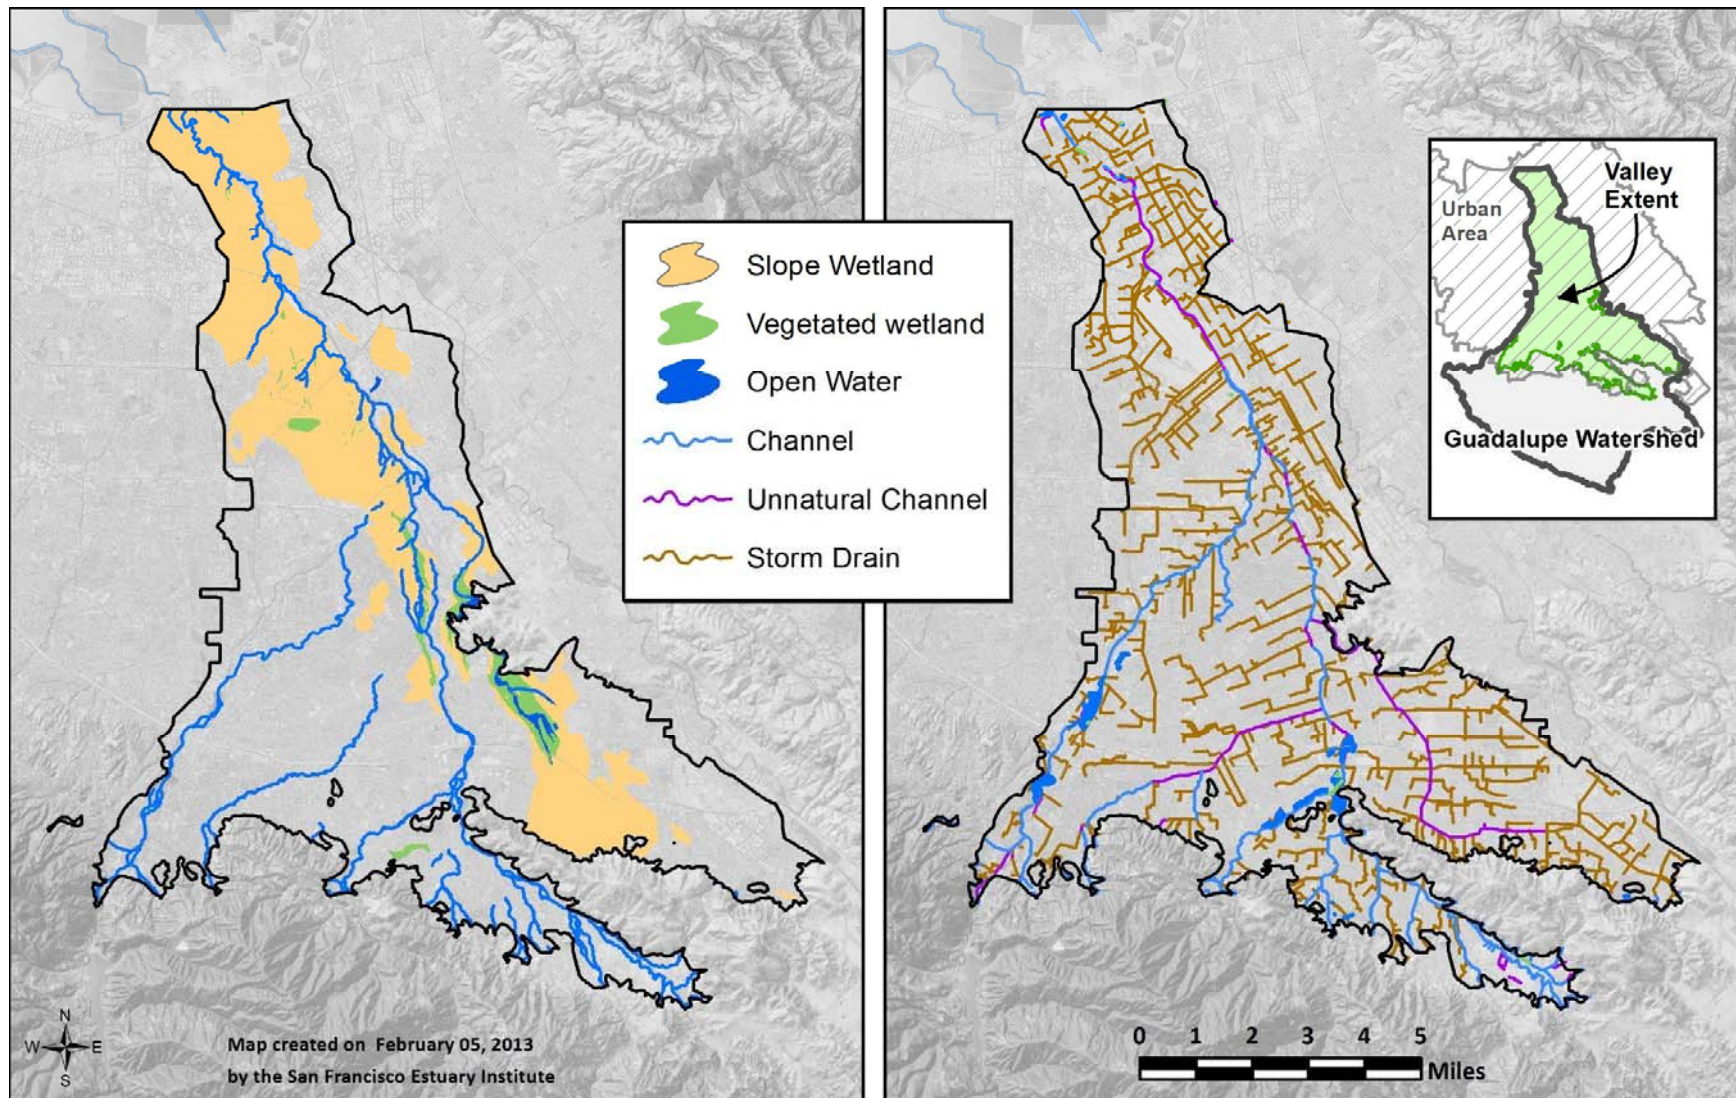 Slope Wetland
Vegetated wetland
Open Water
Channel
Unnatural Channel
Storm Drain
Valley
Extent
Urban
Area
Guadalupe Watershed
N
W
E
S
Map created on February 05, 2013
by the San Francisco Estuary Institute
0 1 2 3 4 5
Miles